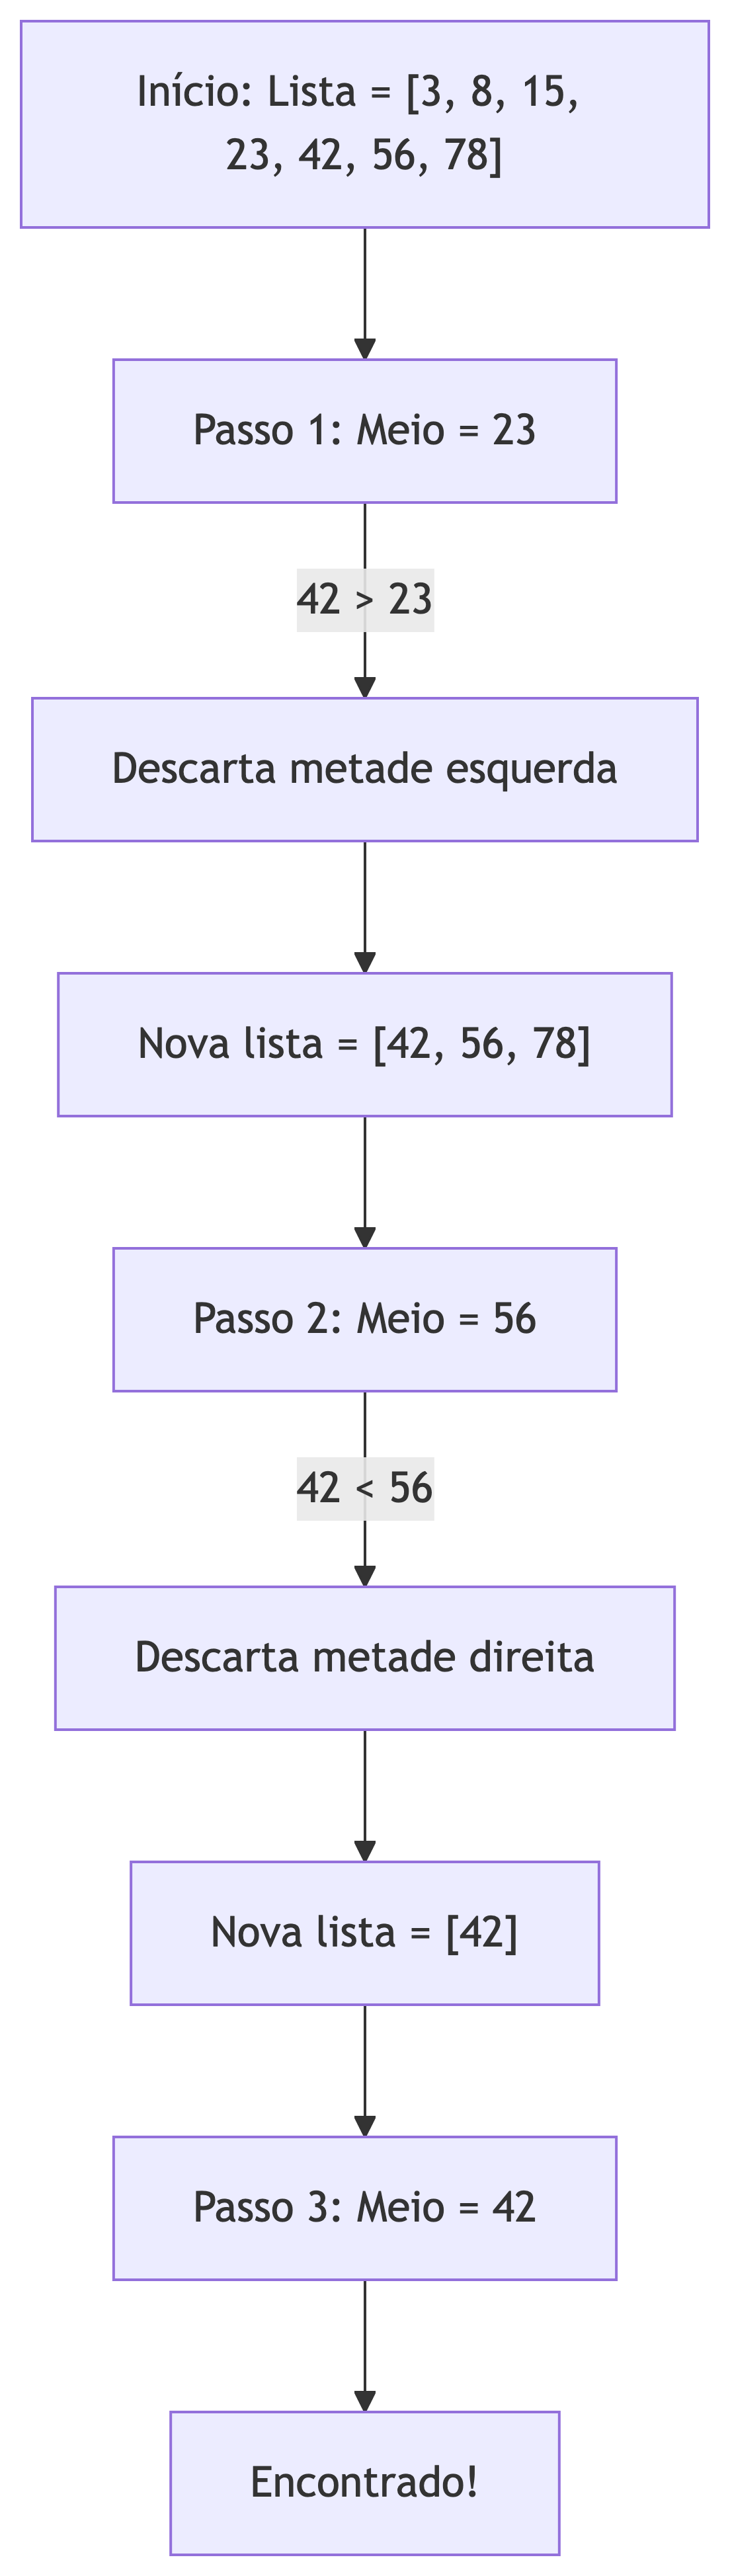 Início: Lista = [3, 8, 15,
23, 42, 56, 78]
Passo 1: Meio = 23
42 > 23
Descarta metade esquerda
Nova lista = [42, 56, 78]
Passo 2: Meio = 56
42 < 56
Descarta metade direita
Nova lista = [42]
Passo 3: Meio = 42
Encontrado!